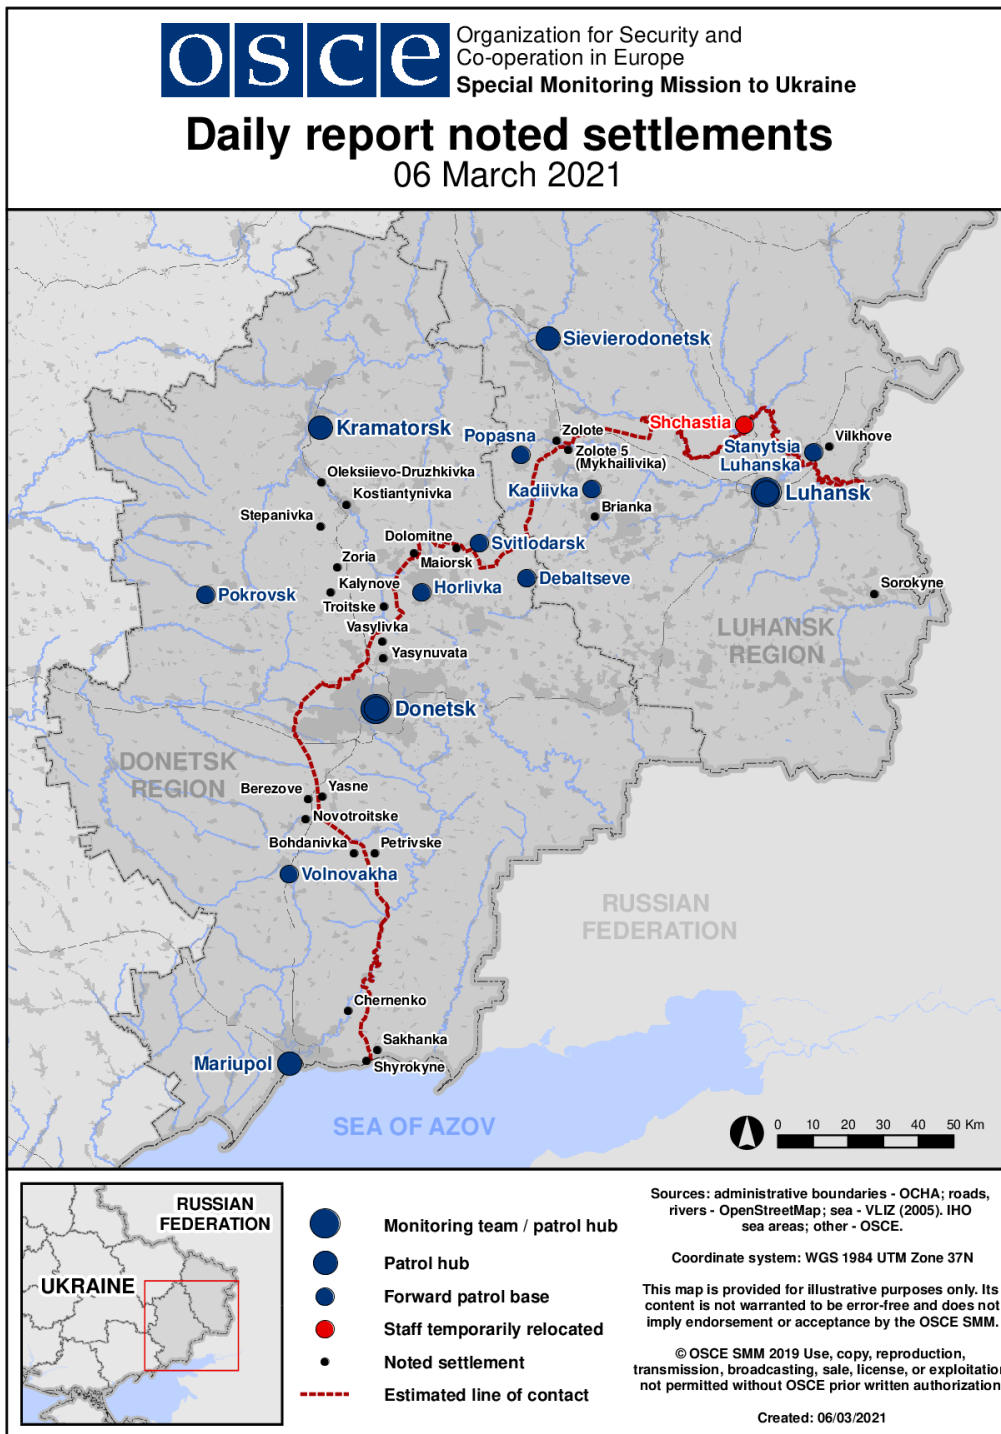 osce
Organization for Security and
Co-operation in Europe
Special Monitoring Mission to Ukraine
Daily report noted settlements
06 March 2021
Sievierodonetsk
Shchastia
Kramatorsk
Popasna
Zolote
Zolote 5
(Mykhailivika)
Stanytsia
Luhanska
Vilkhove
Oleksiievo-Druzhkivka
Kostiantynivka
Kadiivka
Luhansk
Stepanivka
Brianka
Dolomitne
Svitlodarsk
Maiorsk
Zoria
Kalynove
Horlivka
Debaltseve
Sorokyne
Pokrovsk
Troitske
Vasylivka
LUHANSK
REGION
Yasynuvata
Donetsk
DONETSK
REGION
Berezove
Yasne
Novotroitske
Bohdanivka
Petrivske
Volnovakha
RUSSIAN
FEDERATION
Chernenko
Sakhanka
Mariupol
Shyrokyne
SEA OF AZOV
0 10 20 30 40 50 Km
RUSSIAN
FEDERATION
UKRAINE
Monitoring team / patrol hub
Patrol hub
Forward patrol base
Staff temporarily relocated
Noted settlement
Estimated line of contact
Sources: administrative boundaries - OCHA; roads,
rivers - OpenStreetMap; sea - VLIZ (2005). IHO
sea areas; other - OSCE.
Coordinate system: WGS 1984 UTM Zone 37N
This map is provided for illustrative purposes only. Its
content is not warranted to be error-free and does not
imply endorsement or acceptance by the OSCE SMM.
© OSCE SMM 2019 Use, copy, reproduction,
transmission, broadcasting, sale, license, or exploitation
not permitted without OSCE prior written authorization
Created: 06/03/2021